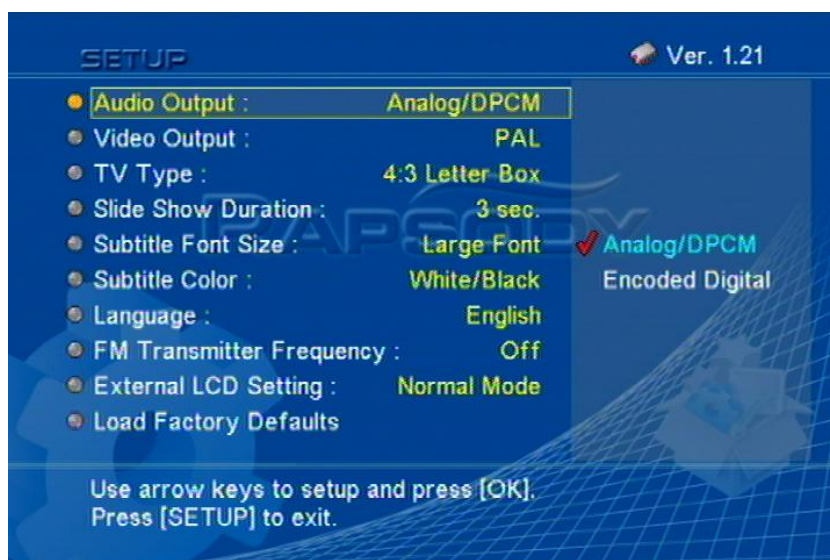 SETUP
Ver. 1.21
Audio Output : Analog/DPCM
Video Output : PAL
TV Type : 4:3 Letter Box
Slide Show Duration : 3 sec.
Subtitle Font Size : Large Font
Subtitle Color : White/Black
Language : English
FM Transmitter Frequency : Off
External LCD Setting : Normal Mode
Load Factory Defaults
Analog/DPCM
Encoded Digital
RAPSODY
Use arrow keys to setup and press [OK].
Press [SETUP] to exit.